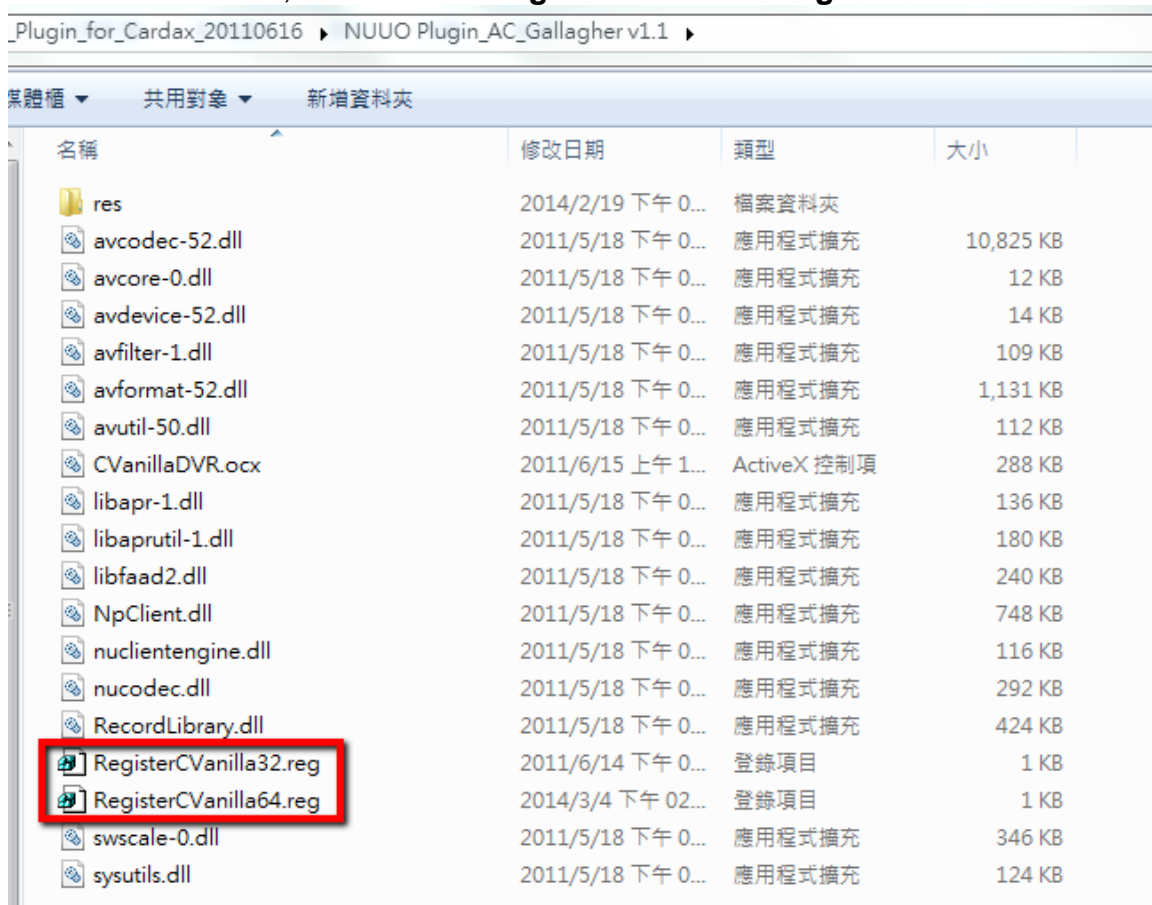 _Plugin_for_Cardax_20110616 ▸ NUUO Plugin_AC_Gallagher v1.1 ▸
媒體櫃 ▼ 共用對象 ▼ 新增資料夾
名稱 修改日期 類型 大小
res 2014/2/19 下午 0... 檔案資料夾
avcodec-52.dll 2011/5/18 下午 0... 應用程式擴充 10,825 KB
avcore-0.dll 2011/5/18 下午 0... 應用程式擴充 12 KB
avdevice-52.dll 2011/5/18 下午 0... 應用程式擴充 14 KB
avfilter-1.dll 2011/5/18 下午 0... 應用程式擴充 109 KB
avformat-52.dll 2011/5/18 下午 0... 應用程式擴充 1,131 KB
avutil-50.dll 2011/5/18 下午 0... 應用程式擴充 112 KB
CVanillaDVR.ocx 2011/6/15 上午 1... ActiveX 控制項 288 KB
libapr-1.dll 2011/5/18 下午 0... 應用程式擴充 136 KB
libaprutil-1.dll 2011/5/18 下午 0... 應用程式擴充 180 KB
libfaad2.dll 2011/5/18 下午 0... 應用程式擴充 240 KB
NpClient.dll 2011/5/18 下午 0... 應用程式擴充 748 KB
nuclientengine.dll 2011/5/18 下午 0... 應用程式擴充 116 KB
nucodec.dll 2011/5/18 下午 0... 應用程式擴充 292 KB
RecordLibrary.dll 2011/5/18 下午 0... 應用程式擴充 424 KB
RegisterCVanilla32.reg 2011/6/14 下午 0... 登錄項目 1 KB
RegisterCVanilla64.reg 2014/3/4 下午 02... 登錄項目 1 KB
swscale-0.dll 2011/5/18 下午 0... 應用程式擴充 346 KB
sysutils.dll 2011/5/18 下午 0... 應用程式擴充 124 KB